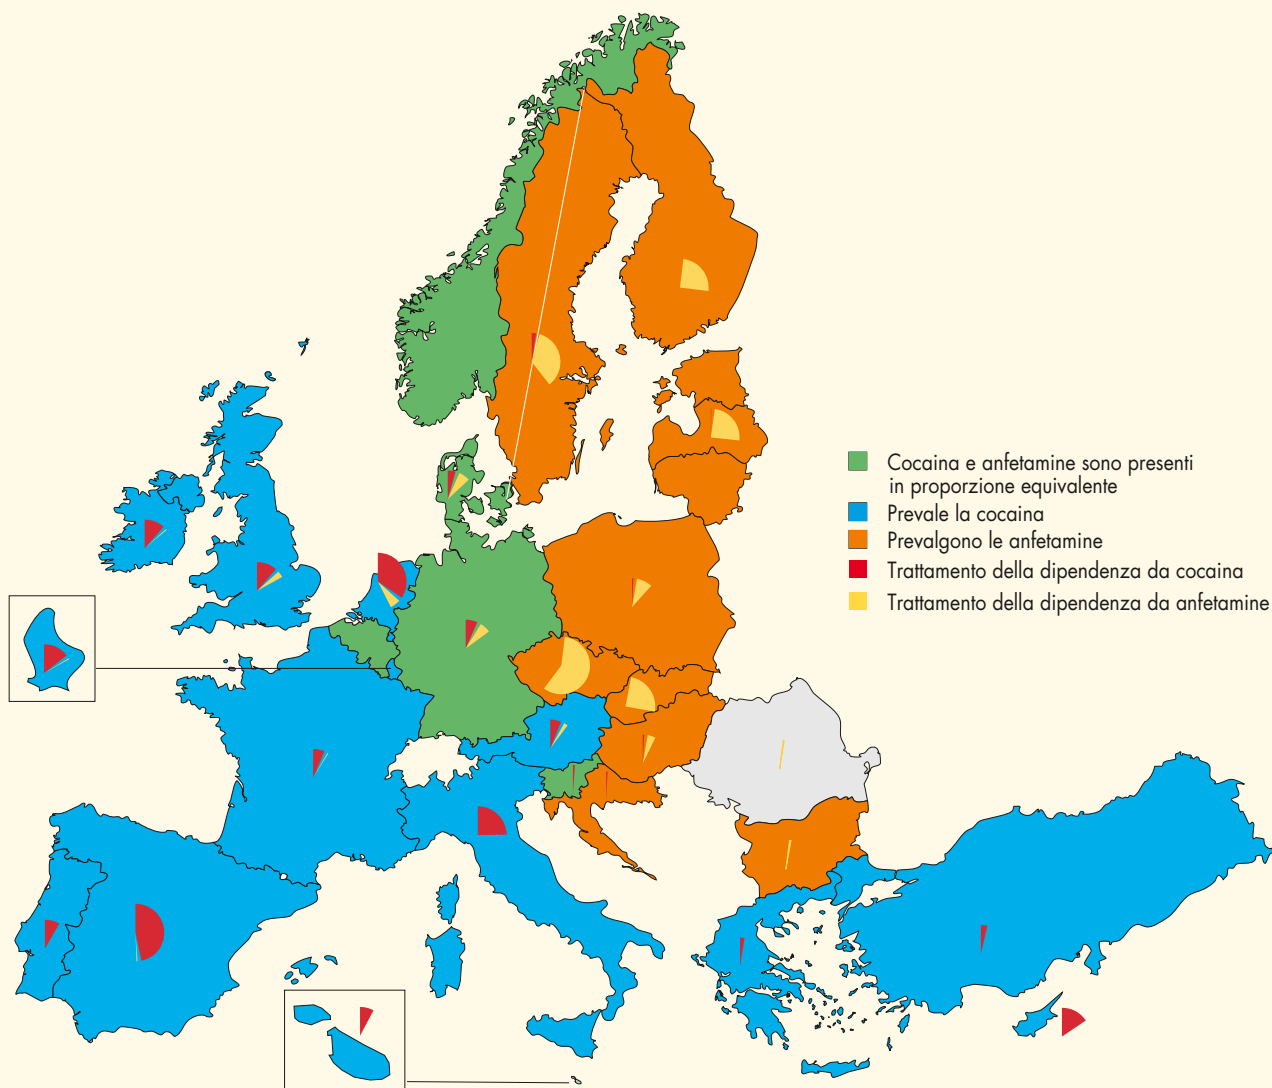 Cocaina e anfetamine sono presenti
in proporzione equivalente
Prevale la cocaina
Prevalgono le anfetamine
Trattamento della dipendenza da cocaina
Trattamento della dipendenza da anfetamine